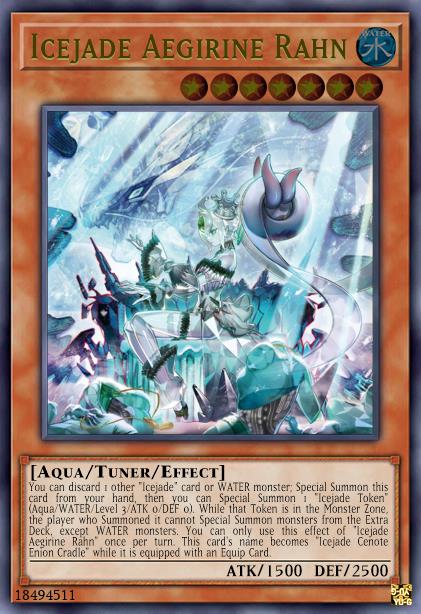 Icejade Aegirine Rahn
WATER
水
[Aqua/Tuner/Effect]
You can discard 1 other "Icejade" card or WATER monster; Special Summon this
card from your hand, then you can Special Summon 1 "Icejade Token"
(Aqua/WATER/Level 3/ATK 0/DEF 0). While that Token is in the Monster Zone,
the player who Summoned it cannot Special Summon monsters from the Extra
Deck, except WATER monsters. You can only use this effect of "Icejade
Aegirine Rahn" once per turn. This card's name becomes "Icejade Cenote
Enion Cradle" while it is equipped with an Equip Card.
ATK/1500 DEF/2500
18494511